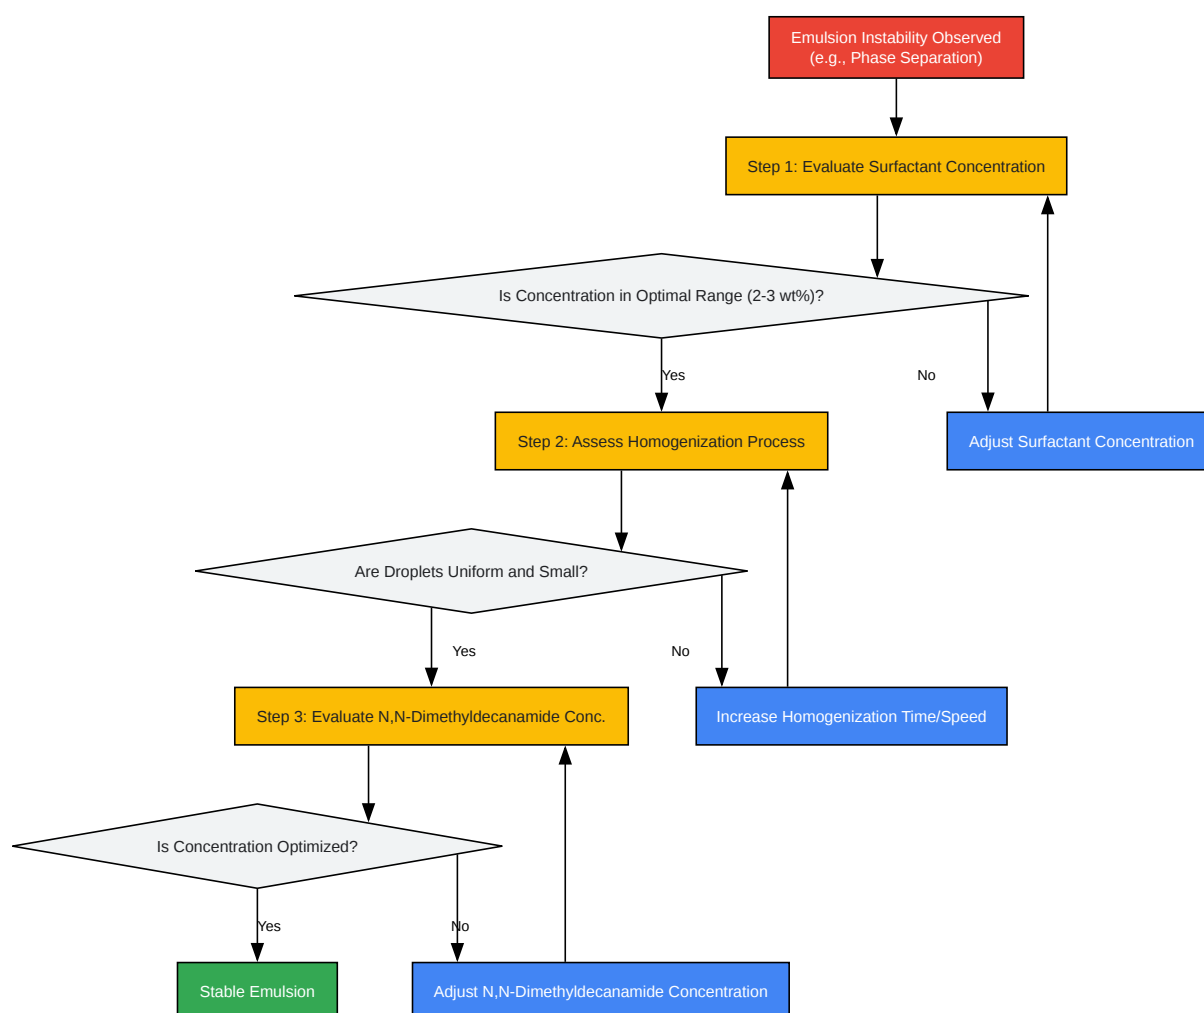 Emulsion Instability Observed
(e.g., Phase Separation)
Step 1: Evaluate Surfactant Concentration
Is Concentration in Optimal Range (2-3 wt%)?
Yes
No
Step 2: Assess Homogenization Process
Adjust Surfactant Concentration
Are Droplets Uniform and Small?
Yes
No
Step 3: Evaluate N,N-Dimethyldecanamide Conc.
Increase Homogenization Time/Speed
Is Concentration Optimized?
Yes
No
Stable Emulsion
Adjust N,N-Dimethyldecanamide Concentration